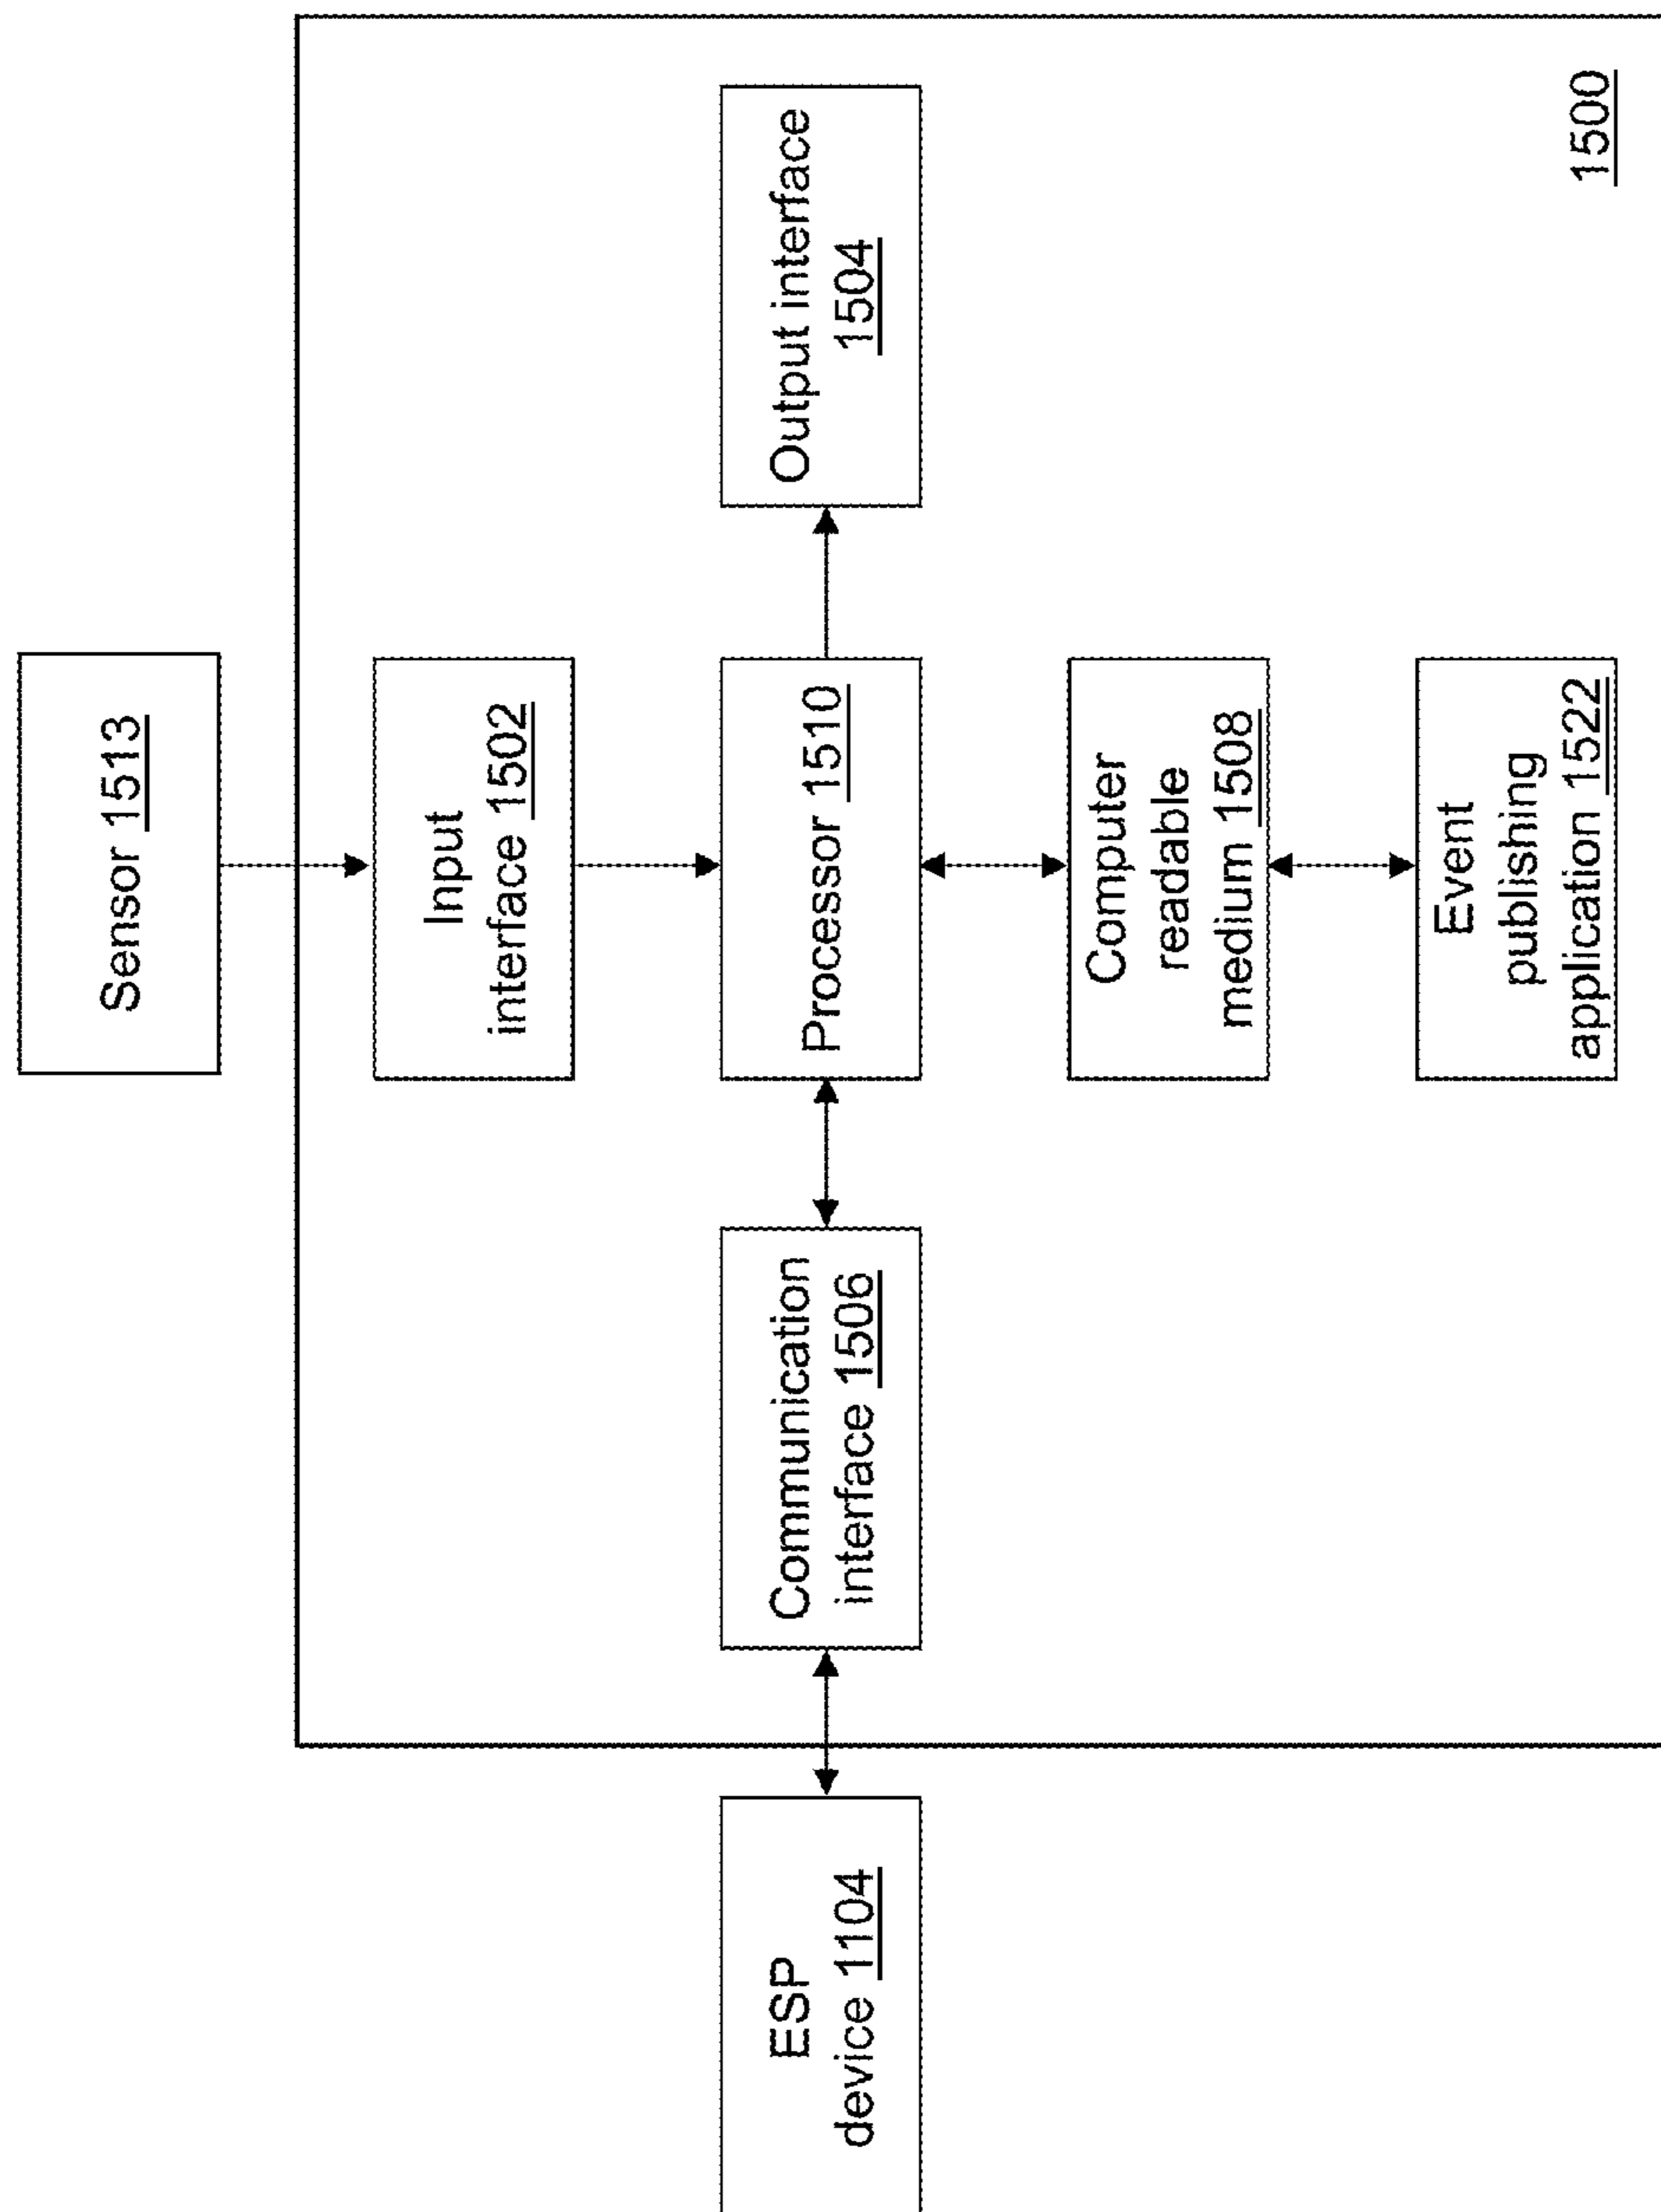 Sensor 1513
Input
interface 1502
ESP
device 1104
Communication
interface 1506
Processor 1510
Output interface
1504
Computer
readable
medium 1508
Event
publishing
application 1522
1500